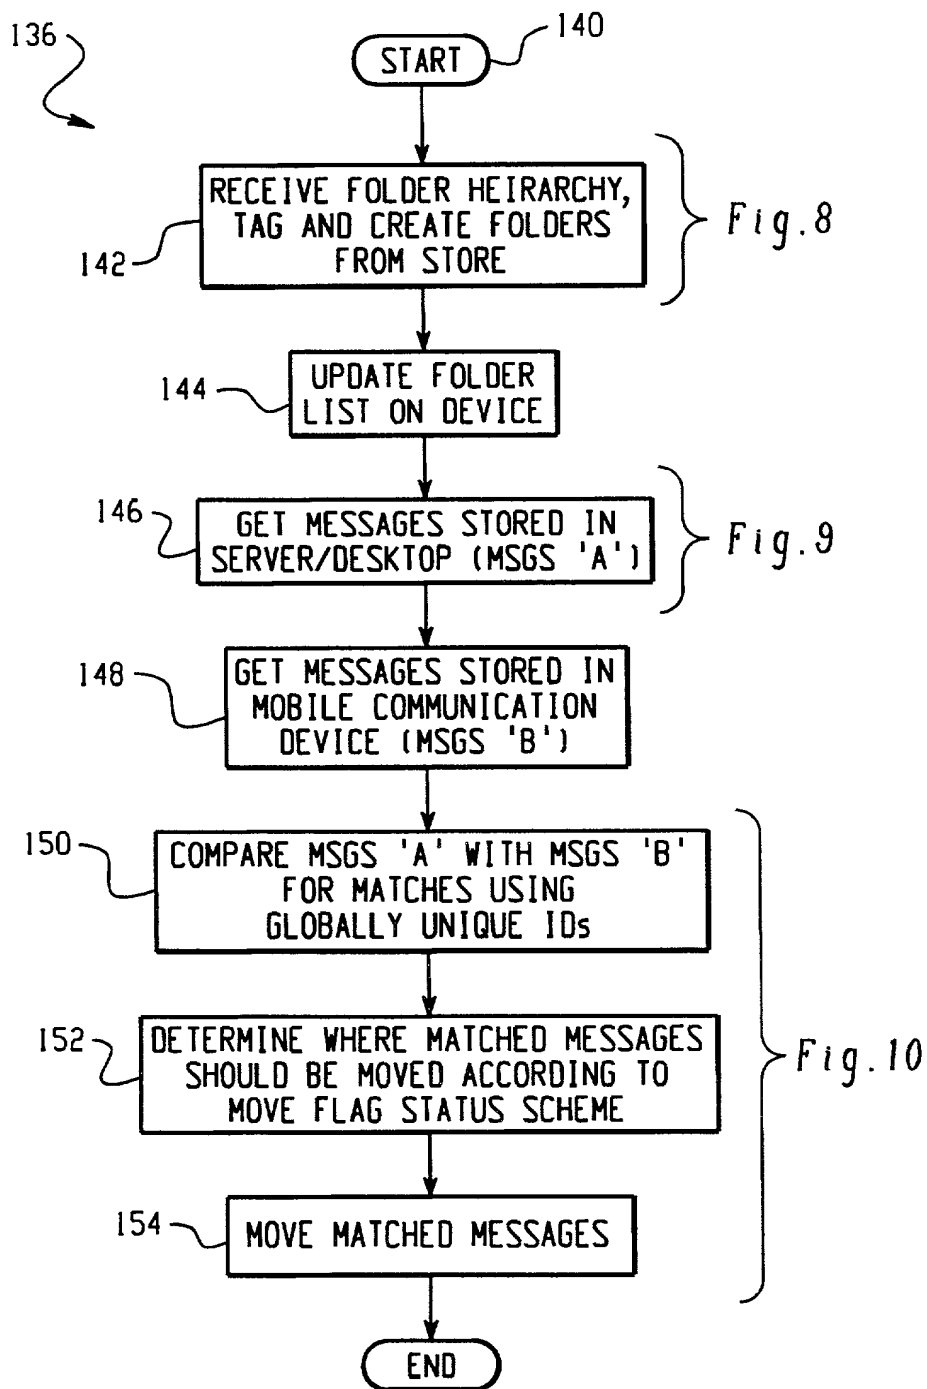 136
START
140
RECEIVE FOLDER HEIRARCHY,
TAG AND CREATE FOLDERS
FROM STORE
142
Fig.8
UPDATE FOLDER
LIST ON DEVICE
144
146
GET MESSAGES STORED IN
SERVER/DESKTOP (MSGS 'A')
Fig.9
148
GET MESSAGES STORED IN
MOBILE COMMUNICATION
DEVICE (MSGS 'B')
150
COMPARE MSGS 'A' WITH MSGS 'B'
FOR MATCHES USING
GLOBALLY UNIQUE IDs
152
DETERMINE WHERE MATCHED MESSAGES
SHOULD BE MOVED ACCORDING TO
MOVE FLAG STATUS SCHEME
Fig.10
154
MOVE MATCHED MESSAGES
END